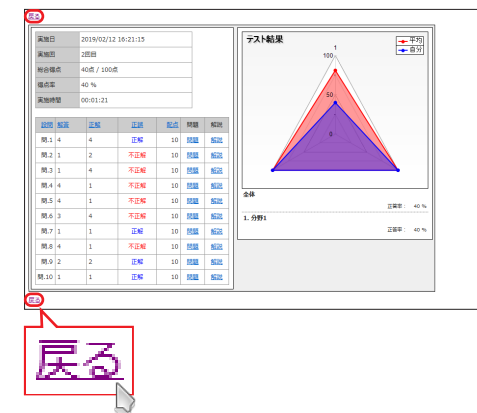 戻る
実施日 2019/02/12 16:21:15
実施回 2回目
総合得点 40点 / 100点
得点率 40 %
実施時間 00:01:21
設問 解答 正解 正誤 配点 問題 解説
問.1 4 4 正解 10 問題 解説
問.2 1 2 不正解 10 問題 解説
問.3 1 4 不正解 10 問題 解説
問.4 4 1 不正解 10 問題 解説
問.5 4 1 不正解 10 問題 解説
問.6 3 4 不正解 10 問題 解説
問.7 1 1 正解 10 問題 解説
問.8 4 1 不正解 10 問題 解説
問.9 2 2 正解 10 問題 解説
問.10 1 1 正解 10 問題 解説
テスト結果
平均
自分
1
100
50
0
全体
正答率: 40 %
1. 分野1
正答率: 40 %
戻る
戻る